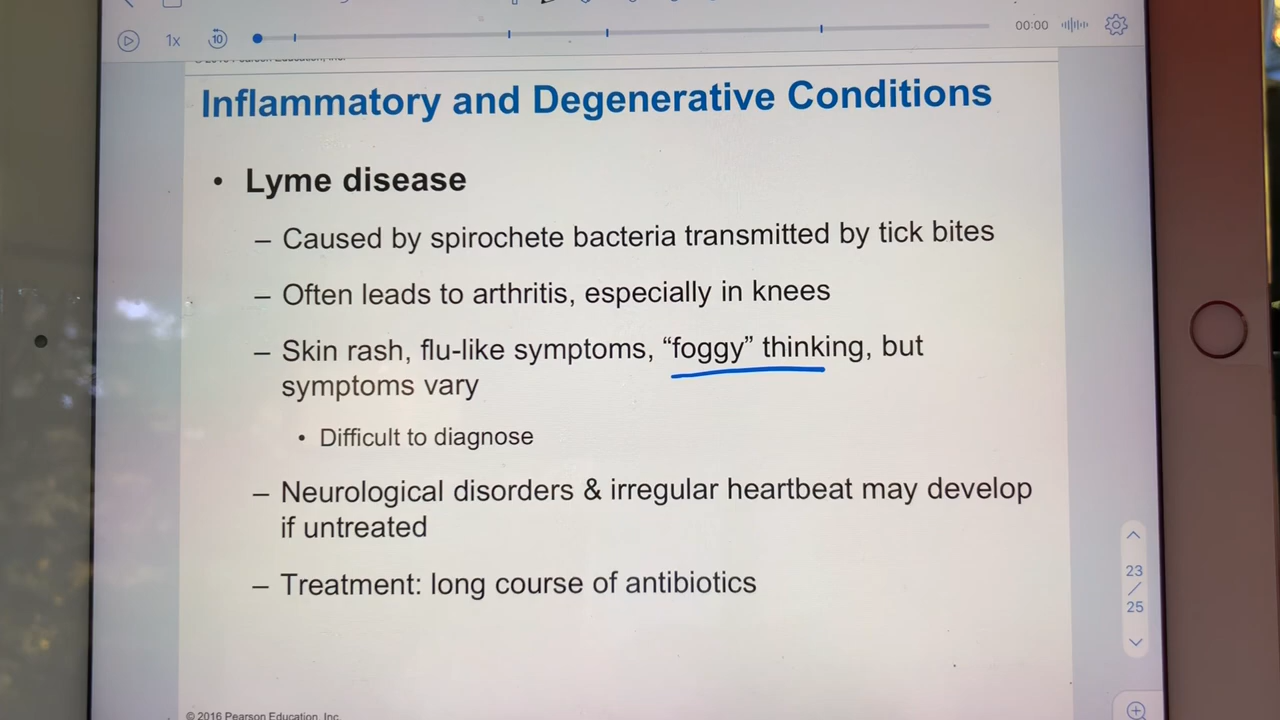 1x
10
00:00
Inflammatory and Degenerative Conditions
• Lyme disease
– Caused by spirochete bacteria transmitted by tick bites
– Often leads to arthritis, especially in knees
– Skin rash, flu-like symptoms, “foggy” thinking, but
symptoms vary
• Difficult to diagnose
– Neurological disorders & irregular heartbeat may develop
if untreated
– Treatment: long course of antibiotics
23
/
25
© 2016 Pearson Education, Inc.